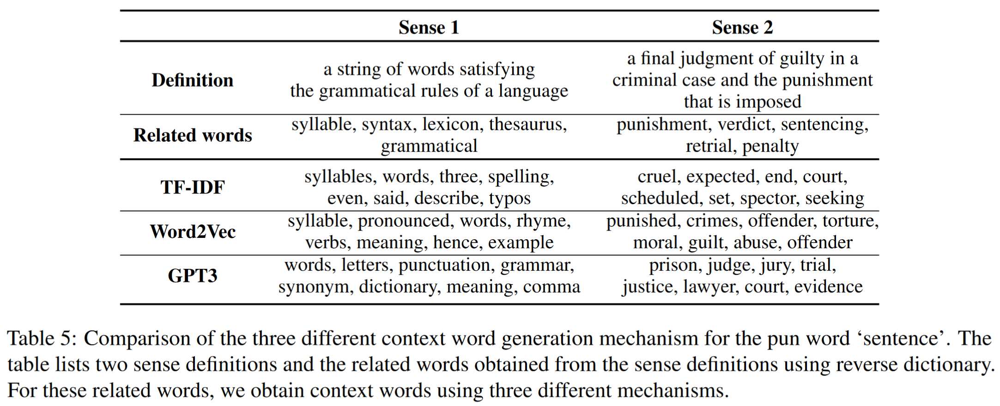 Sense 1 Sense 2
Definition
a string of words satisfying
the grammatical rules of a language
a final judgment of guilty in a
criminal case and the punishment
that is imposed
Related words
syllable, syntax, lexicon, thesaurus,
grammatical
punishment, verdict, sentencing,
retrial, penalty
TF-IDF
syllables, words, three, spelling,
even, said, describe, typos
cruel, expected, end, court,
scheduled, set, spector, seeking
Word2Vec
syllable, pronounced, words, rhyme,
verbs, meaning, hence, example
punished, crimes, offender, torture,
moral, guilt, abuse, offender
GPT3
words, letters, punctuation, grammar,
synonym, dictionary, meaning, comma
prison, judge, jury, trial,
justice, lawyer, court, evidence
Table 5: Comparison of the three different context word generation mechanism for the pun word ‘sentence’. The
table lists two sense definitions and the related words obtained from the sense definitions using reverse dictionary.
For these related words, we obtain context words using three different mechanisms.